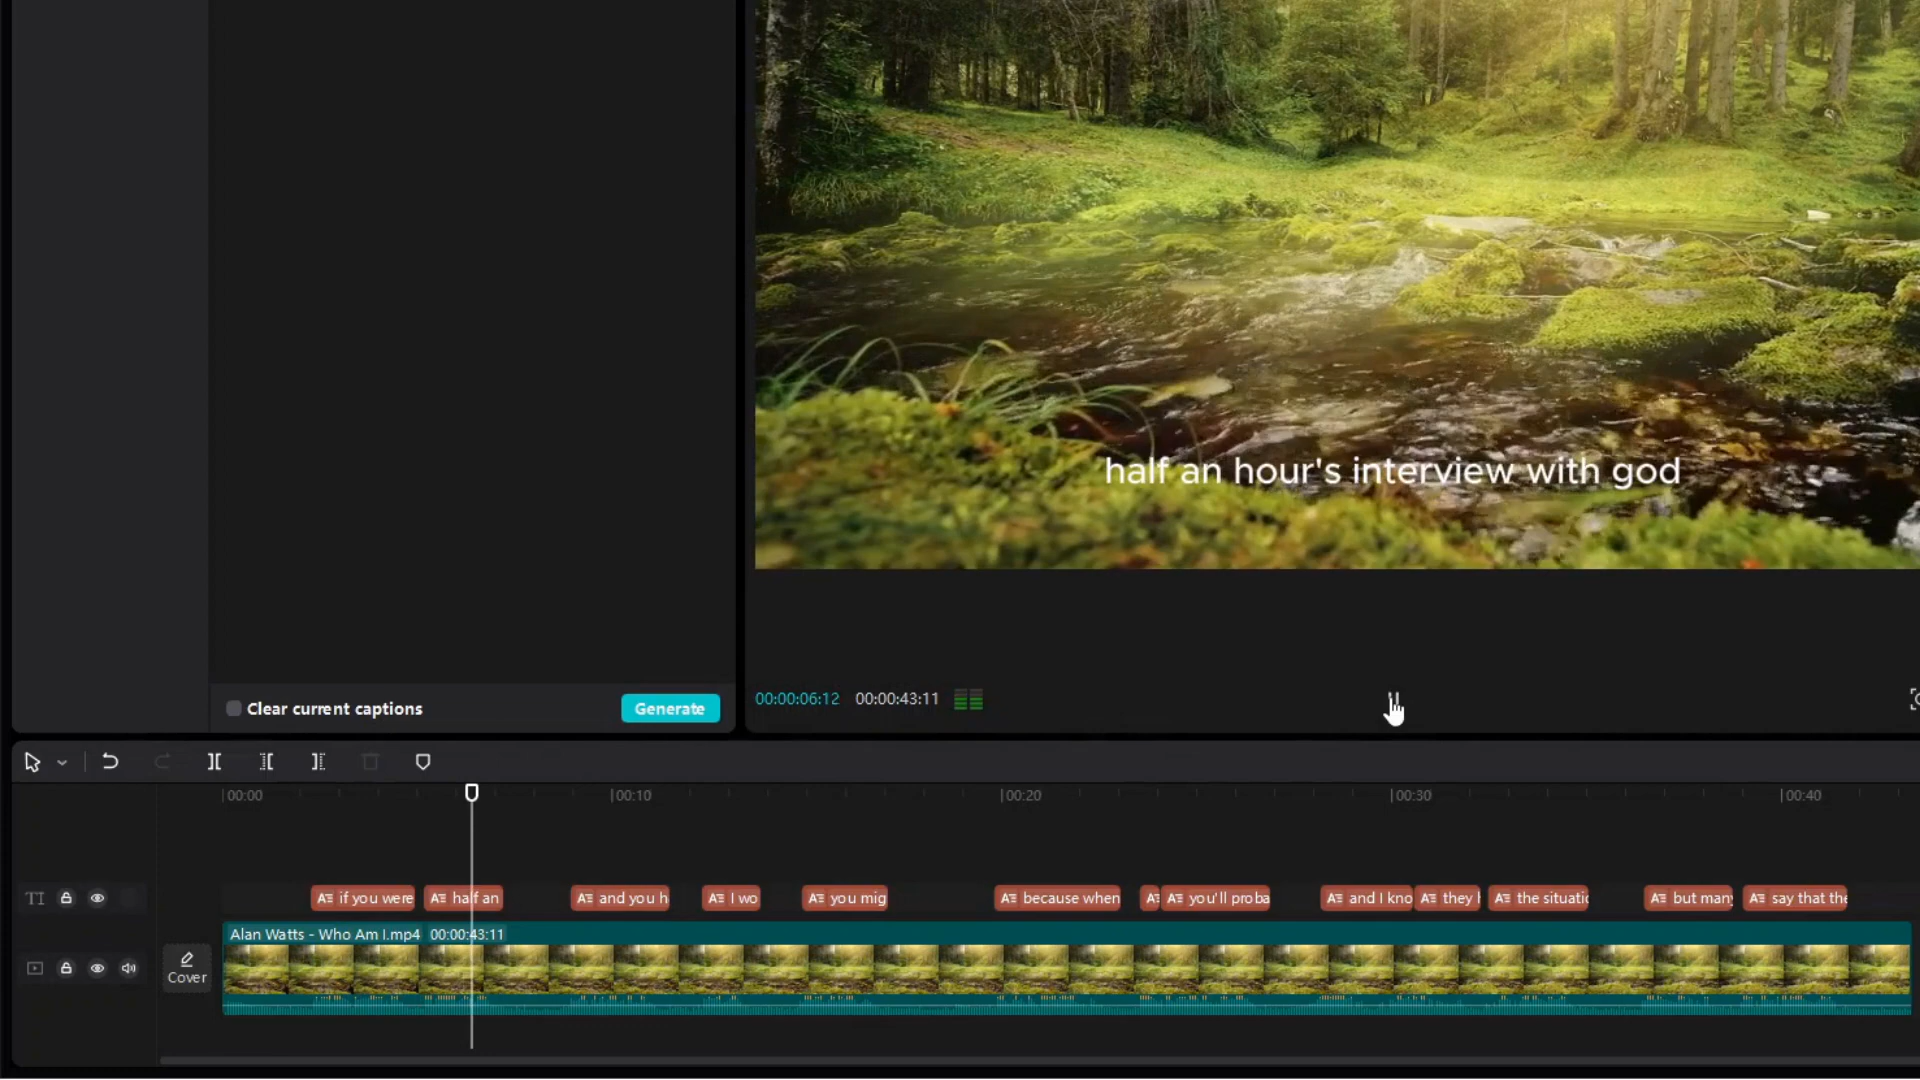 half an hour's interview with god
Clear current captions
Generate
00:00:06:12 00:00:43:11
00:00
00:10
00:20
00:30
00:40
if you were
half an
and you h
I wo
you mig
because when
you'll proba
and I kno
they
the situati
but many
say that the
Alan Watts - Who Am I.mp4 00:00:43:11
Cover